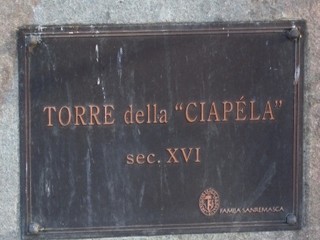 TORRE della "CIAPÉLA"
sec. XVI
FAMIJA SANREMASCA